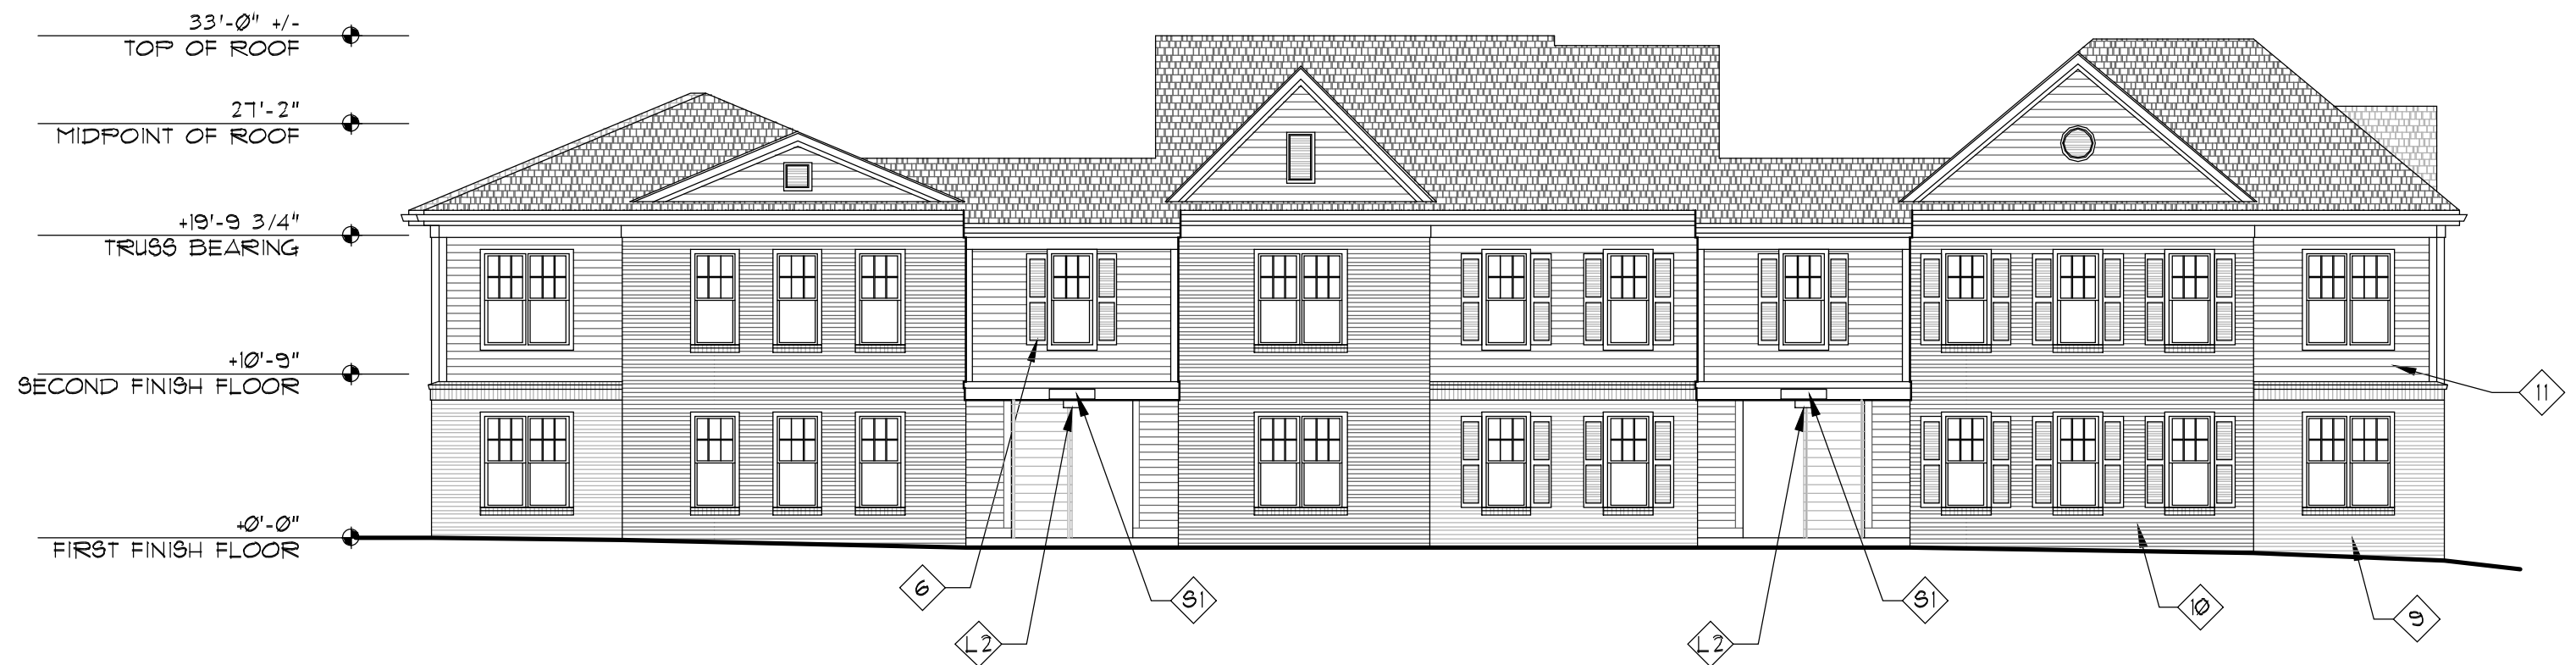 33'-0" +/-
TOP OF ROOF
27'-2"
MIDPOINT OF ROOF
+19'-9 3/4"
TRUSS BEARING
+10'-9"
SECOND FINISH FLOOR
+0'-0"
FIRST FINISH FLOOR
11
6
S1
S1
10
9
L2
L2